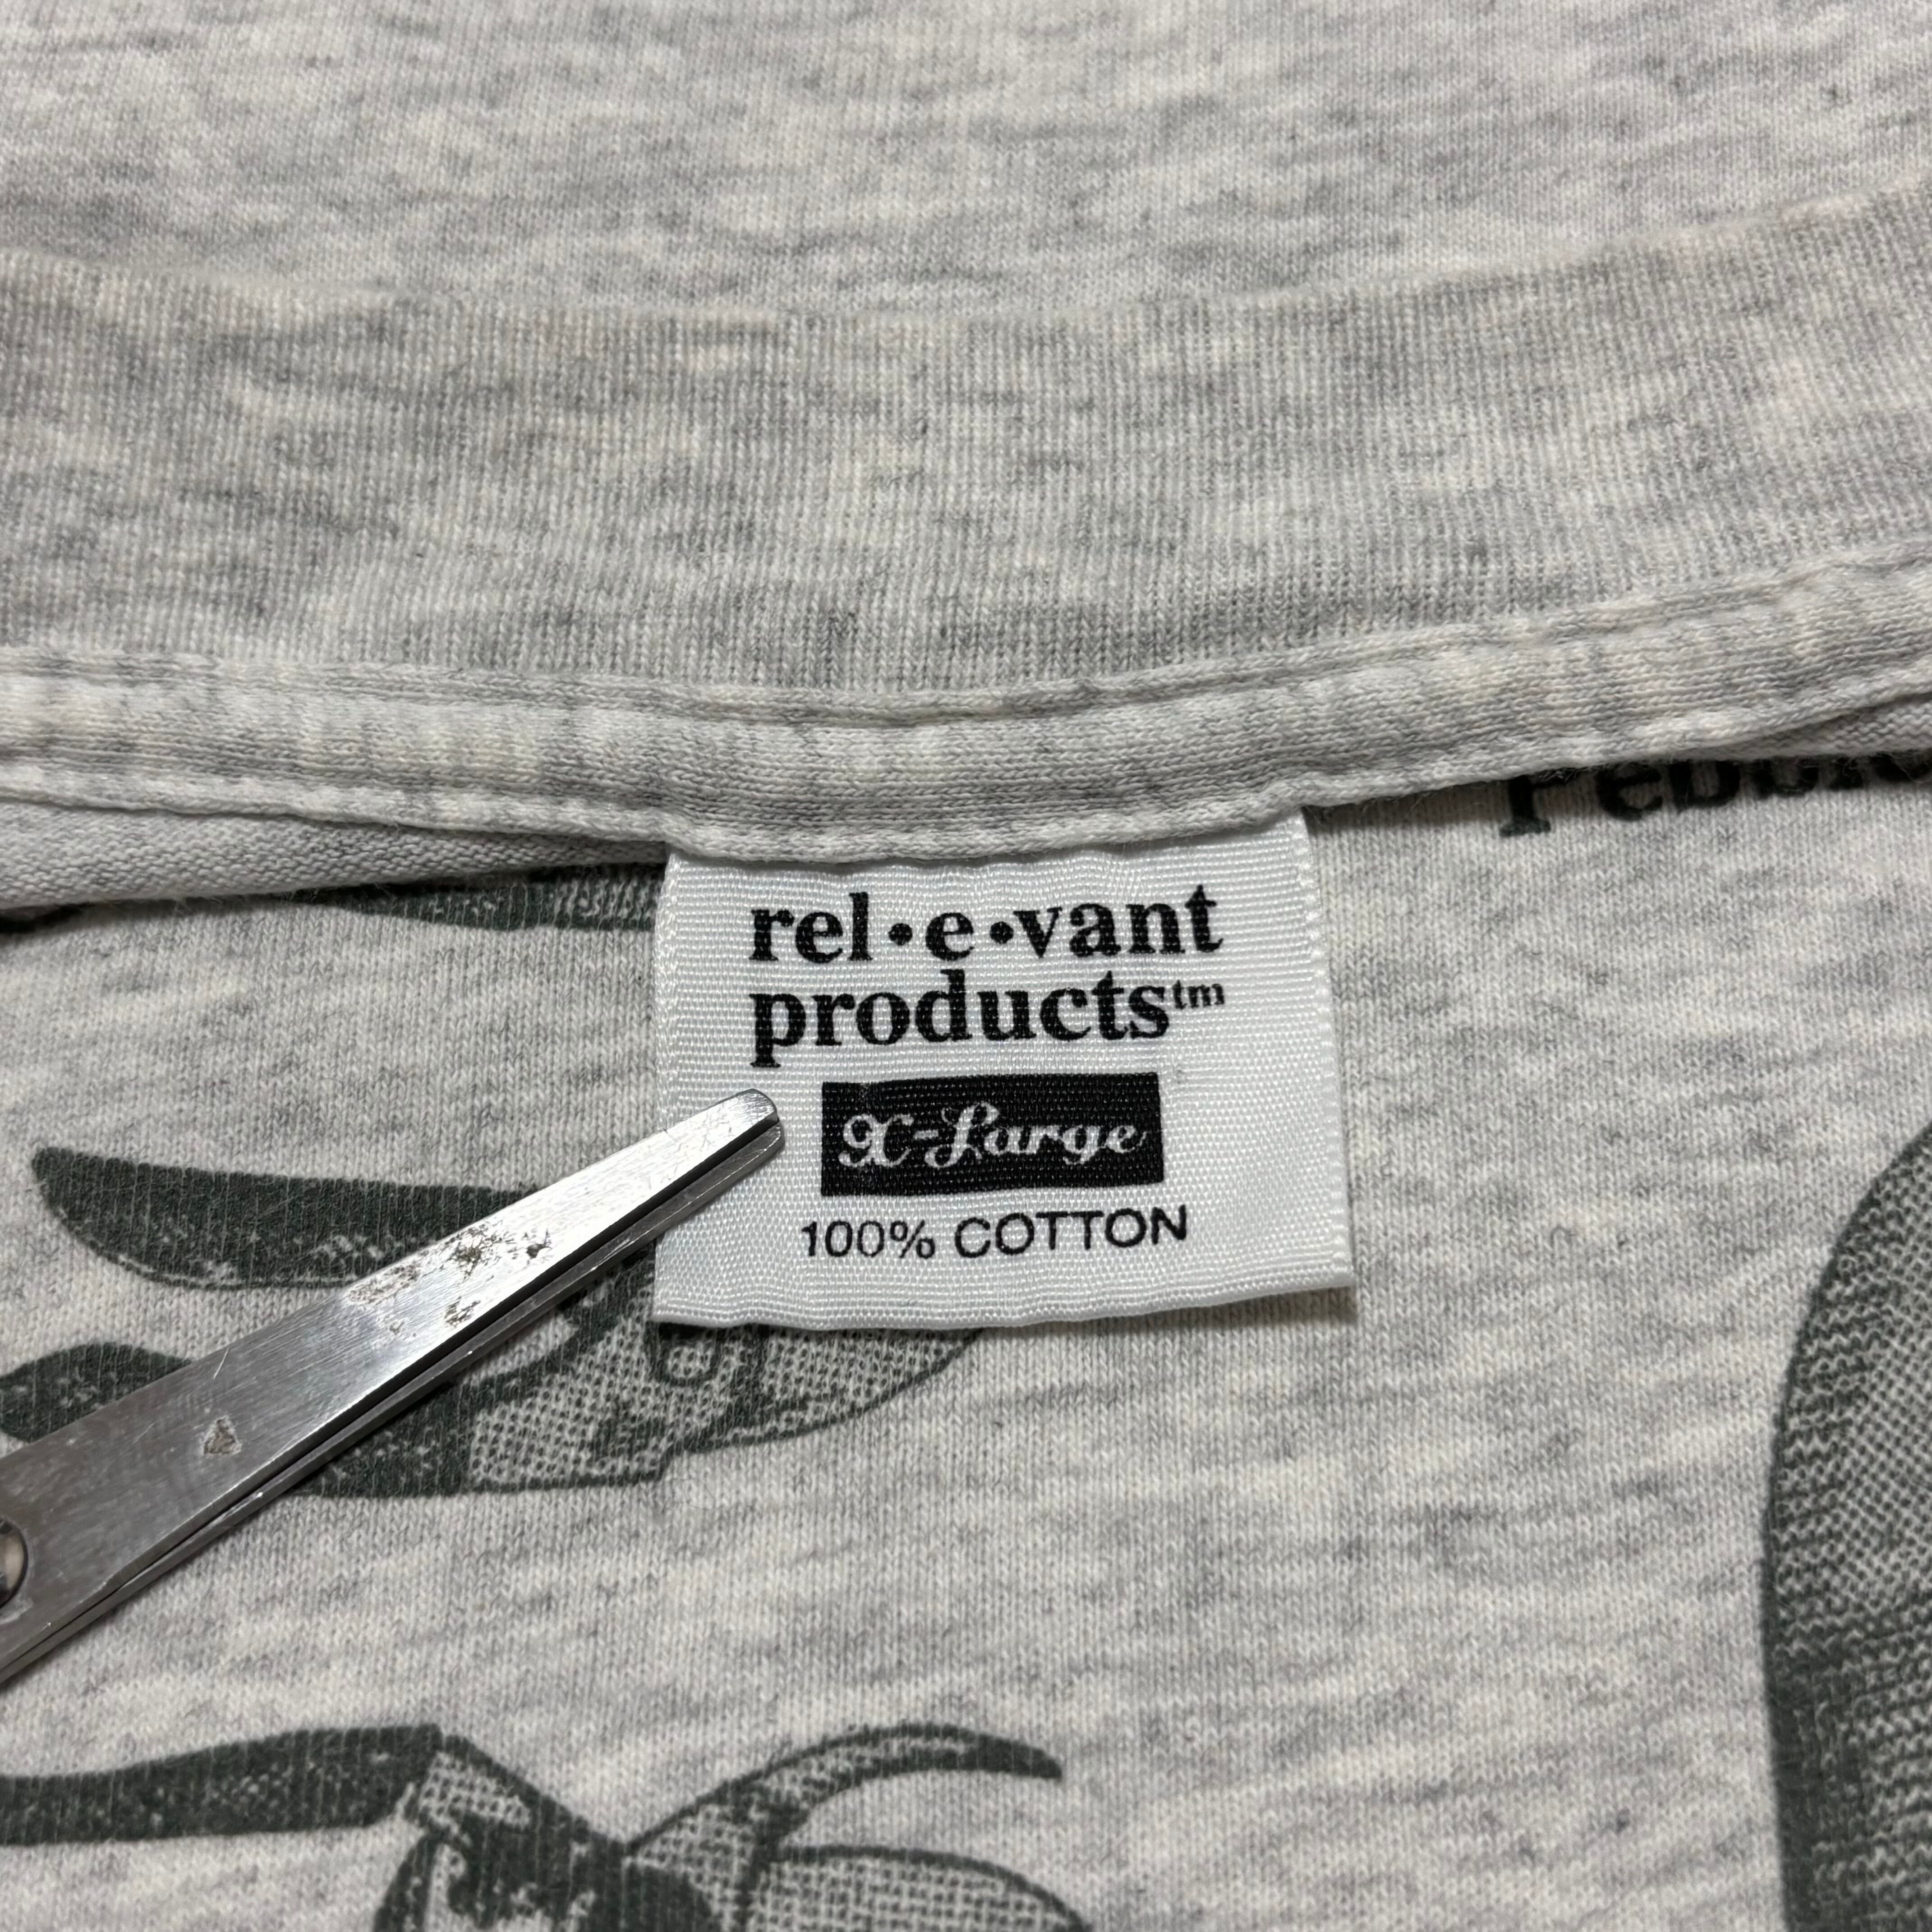 rel•e•vant
products™
X-Large
100% COTTON